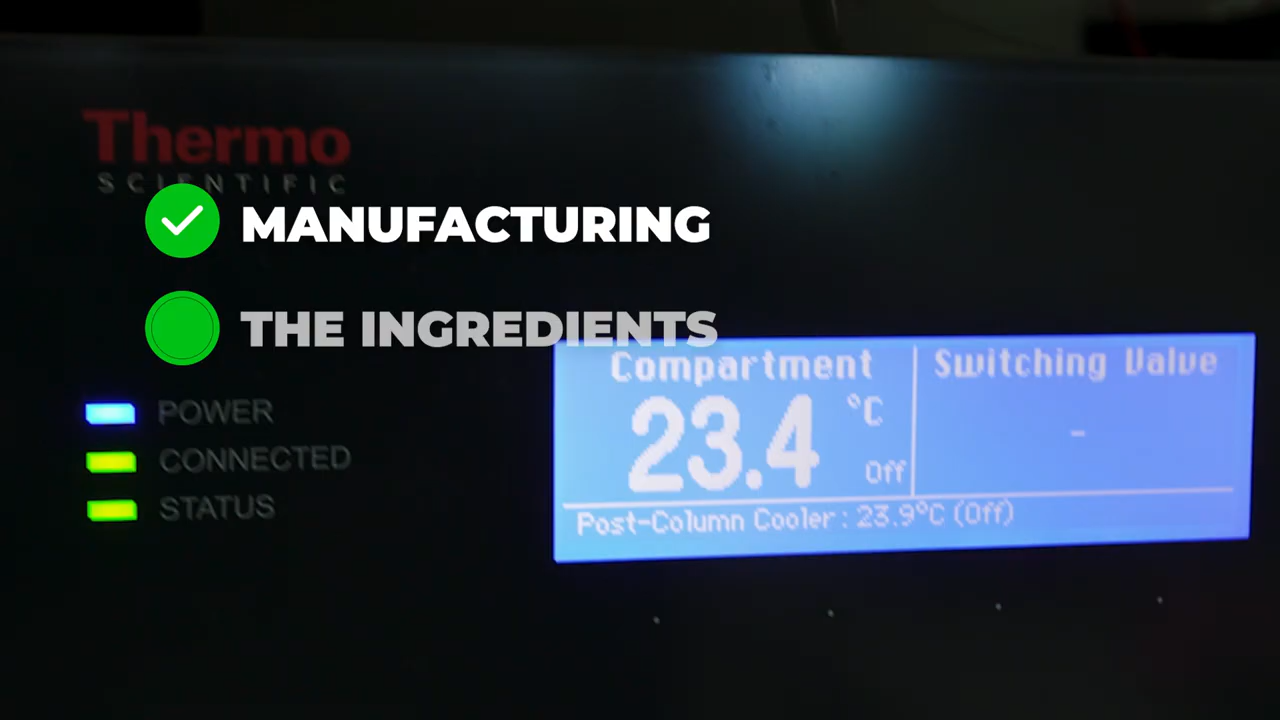 Thermo
SCIENTIFIC
MANUFACTURING
THE INGREDIENTS
Compartment
Switching Valve
23.4 °C
Off
-
Post-Column Cooler: 23.9°C (Off)
POWER
CONNECTED
STATUS